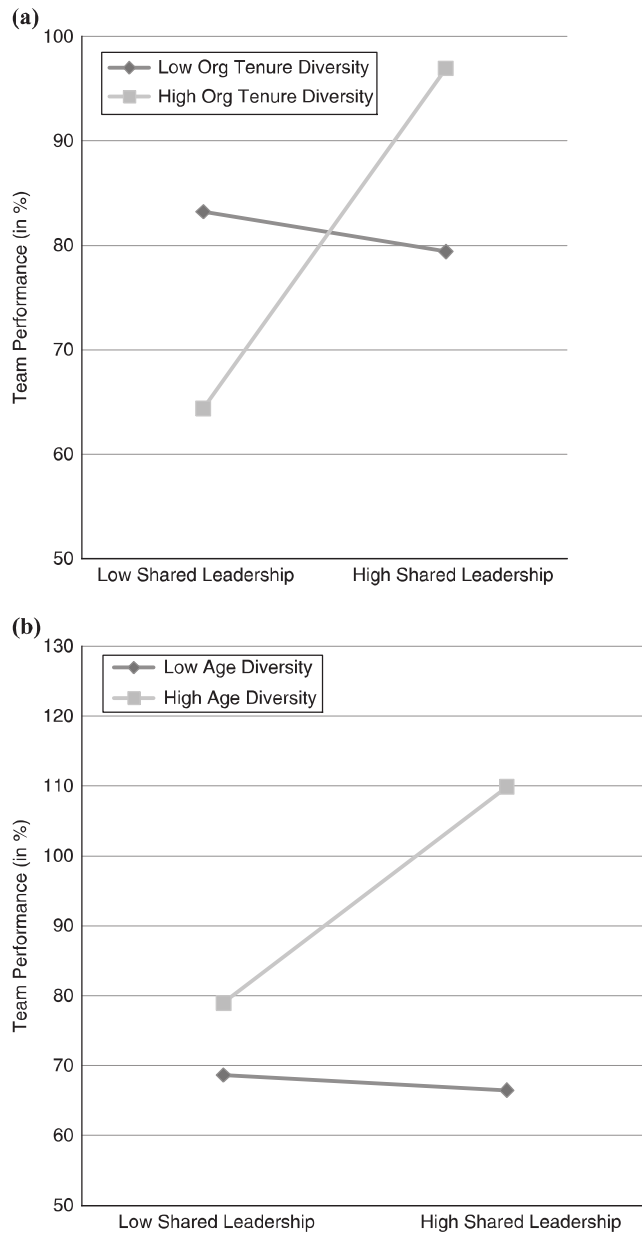 (a)
100
Low Org Tenure Diversity
High Org Tenure Diversity
90
80
70
60
50
Team Performance (in %)
Low Shared Leadership
High Shared Leadership
(b)
130
Low Age Diversity
High Age Diversity
120
110
100
90
80
70
60
50
Team Performance (in %)
Low Shared Leadership
High Shared Leadership